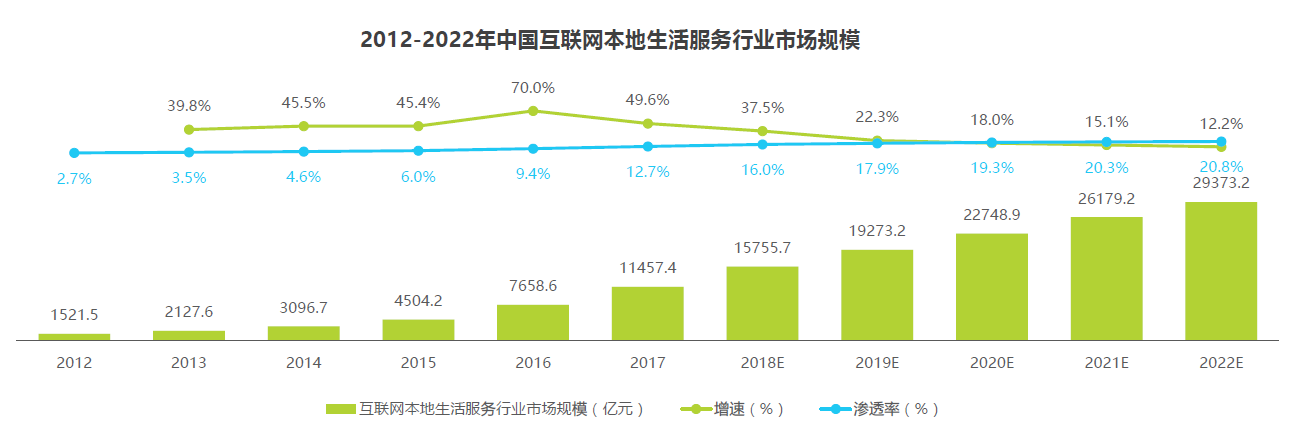 2012-2022年中国互联网本地生活服务行业市场规模
39.8% 45.5% 45.4% 70.0% 49.6% 37.5% 22.3% 18.0% 15.1% 12.2%
2.7% 3.5% 4.6% 6.0% 9.4% 12.7% 16.0% 17.9% 19.3% 20.3% 20.8%
1521.5 2127.6 3096.7 4504.2 7658.6 11457.4 15755.7 19273.2 22748.9 26179.2 29373.2
2012 2013 2014 2015 2016 2017 2018E 2019E 2020E 2021E 2022E
互联网本地生活服务行业市场规模（亿元） 增速（%） 渗透率（%）